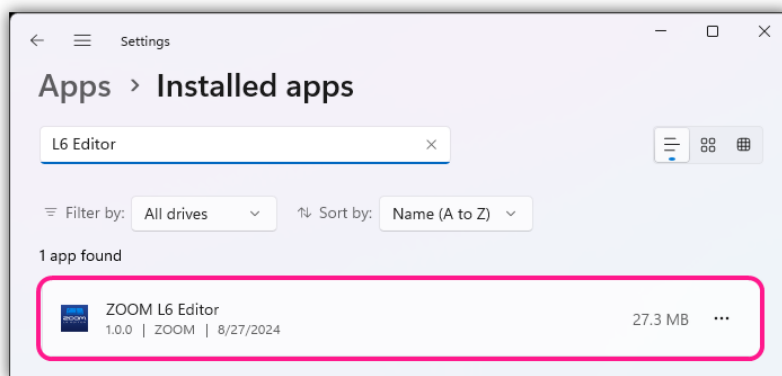 Settings
Apps > Installed apps
L6 Editor
Filter by: All drives Sort by: Name (A to Z)
1 app found
zoom
ZOOM L6 Editor
1.0.0 | ZOOM | 8/27/2024
27.3 MB